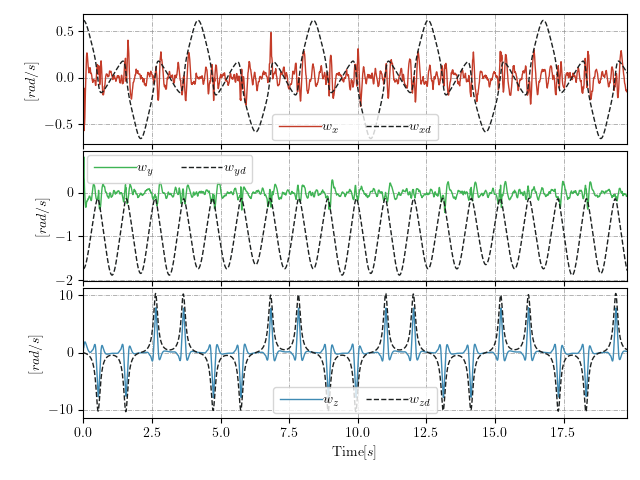 0.5
0.0
−0.5
[rad/s]
w_x w_xd
w_y w_yd
0
−1
−2
[rad/s]
10
0
−10
[rad/s]
w_z w_zd
0.0 2.5 5.0 7.5 10.0 12.5 15.0 17.5
Time[s]